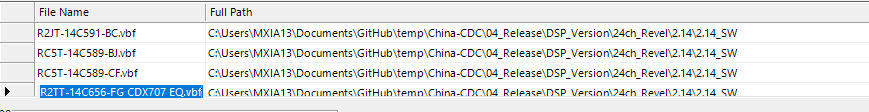 File Name Full Path
R2JT-14C591-BC.vbf C:\Users\MXIA13\Documents\GitHub\temp\China-CDC\04_Release\DSP_Version\24ch_Revel\2.14\2.14_SW
RC5T-14C589-BJ.vbf C:\Users\MXIA13\Documents\GitHub\temp\China-CDC\04_Release\DSP_Version\24ch_Revel\2.14\2.14_SW
RC5T-14C589-CF.vbf C:\Users\MXIA13\Documents\GitHub\temp\China-CDC\04_Release\DSP_Version\24ch_Revel\2.14\2.14_SW
R2TT-14C656-FG CDX707 EQ.vbf C:\Users\MXIA13\Documents\GitHub\temp\China-CDC\04_Release\DSP_Version\24ch_Revel\2.14\2.14_SW